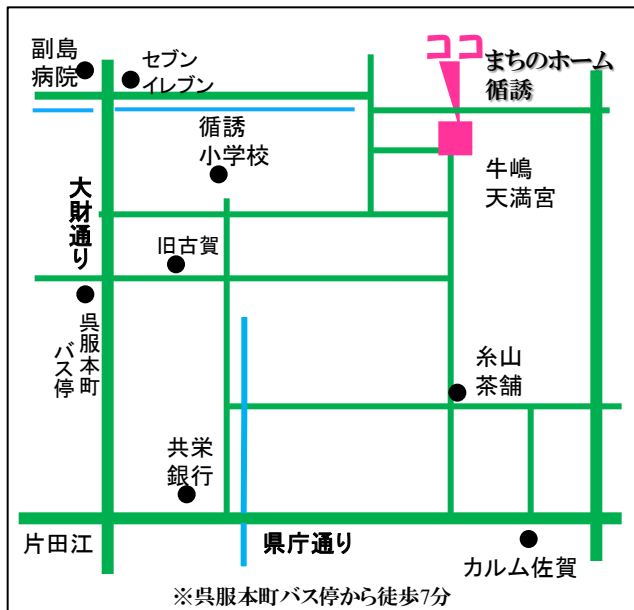 副島
病院
セブン
イレブン
ココ
まちのホーム
循誘
循誘
小学校
牛嶋
天満宮
大財通り
旧古賀
呉服本町
バス停
糸山
茶舗
共栄
銀行
片田江
県庁通り
カルム佐賀
※呉服本町バス停から徒歩7分